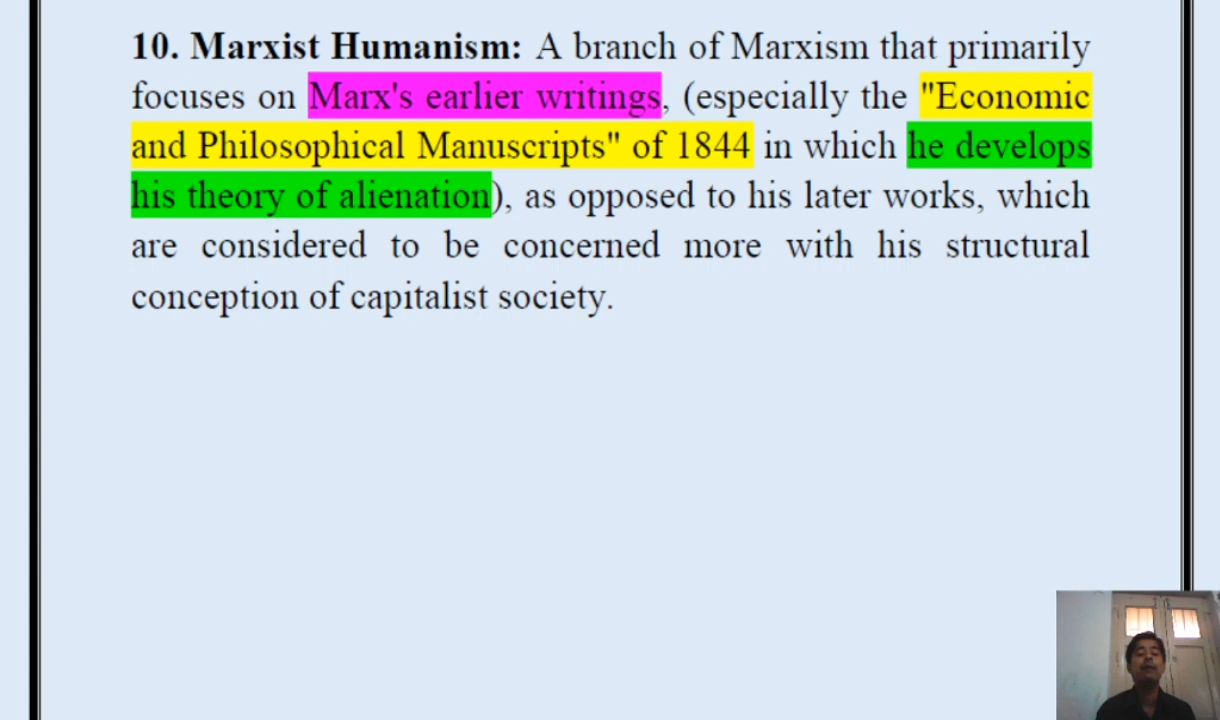 10. Marxist Humanism: A branch of Marxism that primarily
focuses on Marx's earlier writings, (especially the "Economic
and Philosophical Manuscripts" of 1844 in which he develops
his theory of alienation), as opposed to his later works, which
are considered to be concerned more with his structural
conception of capitalist society.